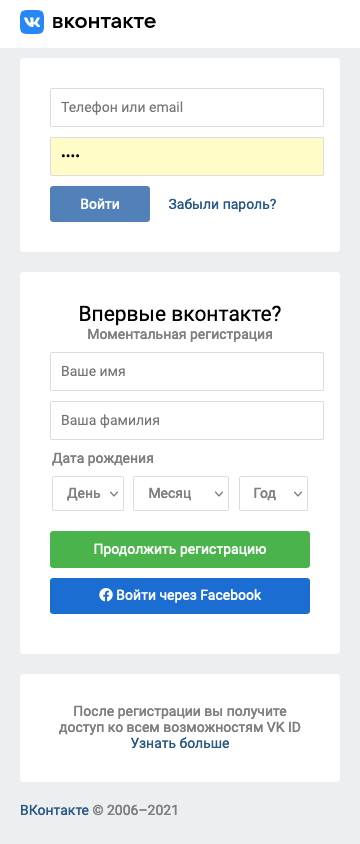 вконтакте
Телефон или email
••••
Войти
Забыли пароль?
Впервые вконтакте?
Моментальная регистрация
Ваше имя
Ваша фамилия
Дата рождения
День Месяц Год
Продолжить регистрацию
Войти через Facebook
После регистрации вы получите
доступ ко всем возможностям VK ID
Узнать больше
ВКонтакте © 2006–2021